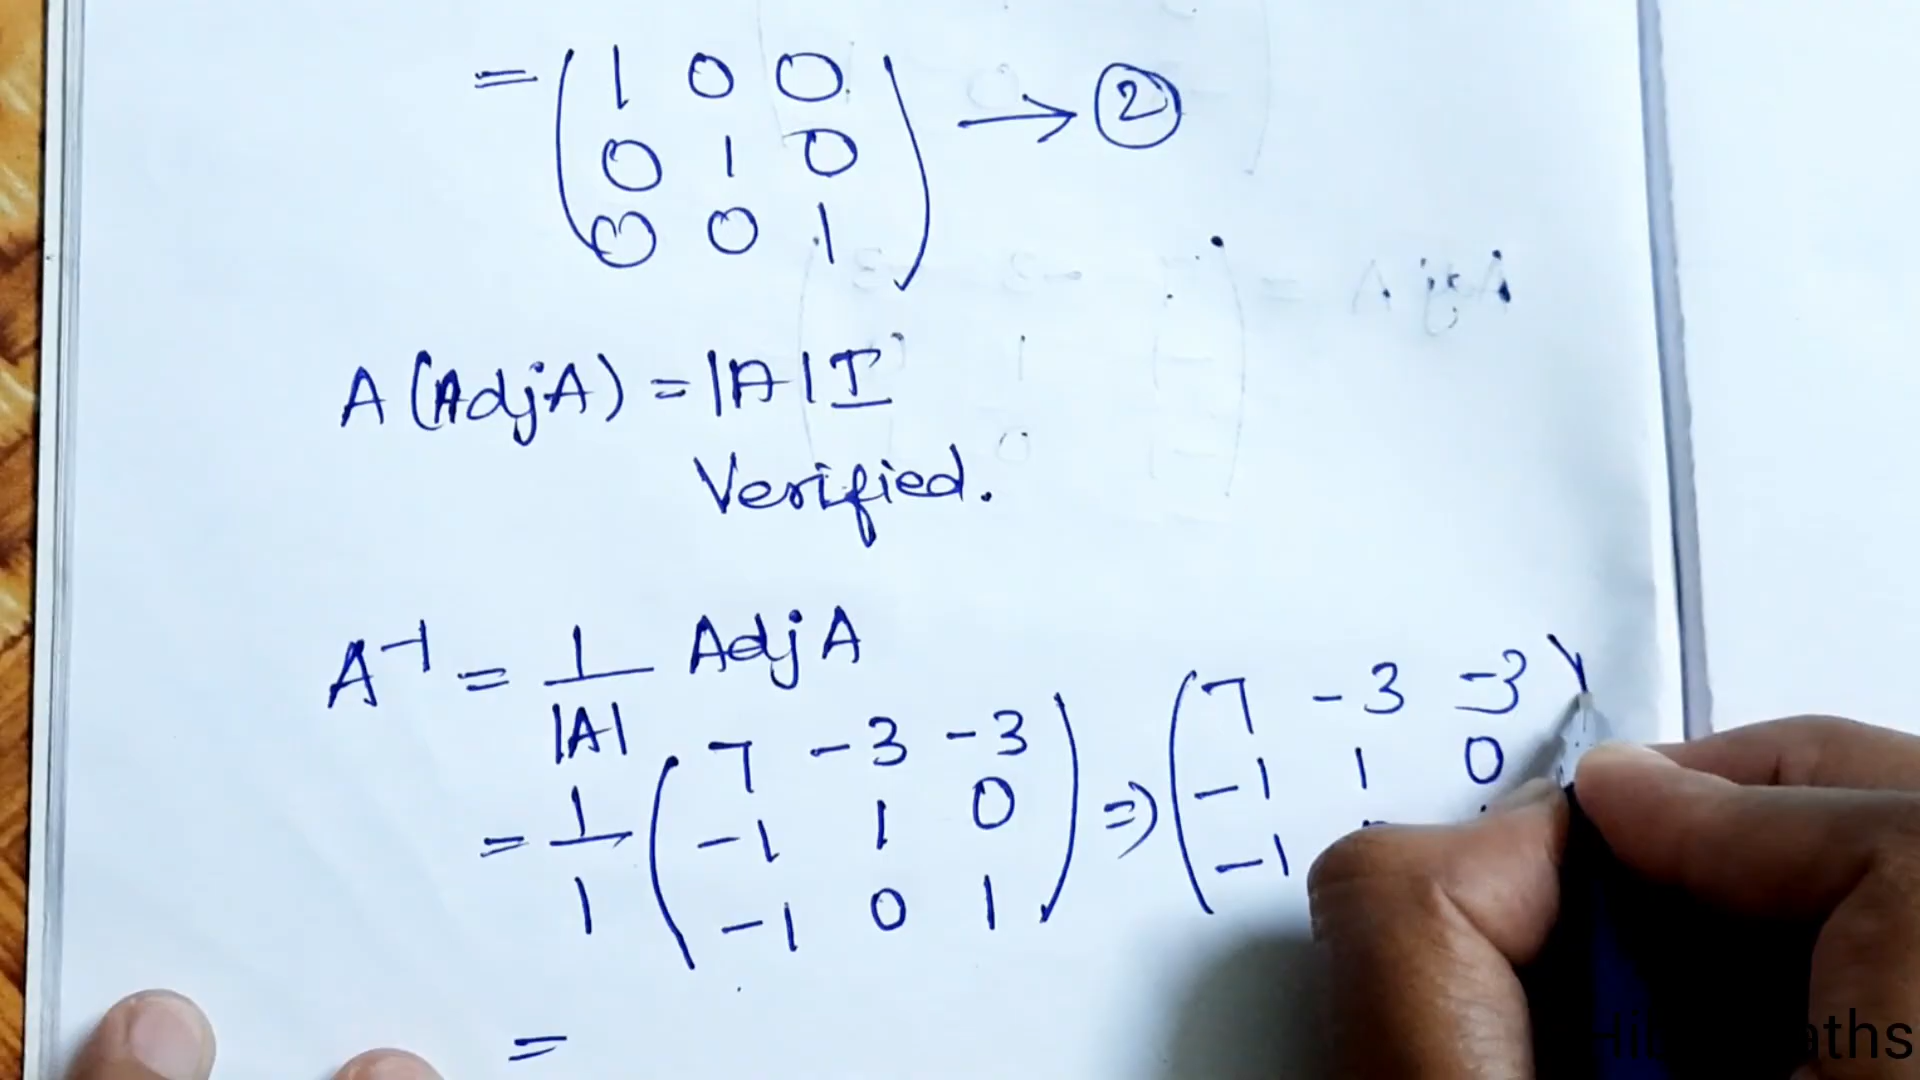 = ( 1 0 0
0 1 0
0 0 1 ) → ②
A (AdjA) = |A| I
Verified.
A⁻¹ = 1/|A| AdjA
= 1/1 ( 7 -3 -3
-1 1 0
-1 0 1 ) ⇒ ( 7 -3 -3 )
-1 1 0
-1
=